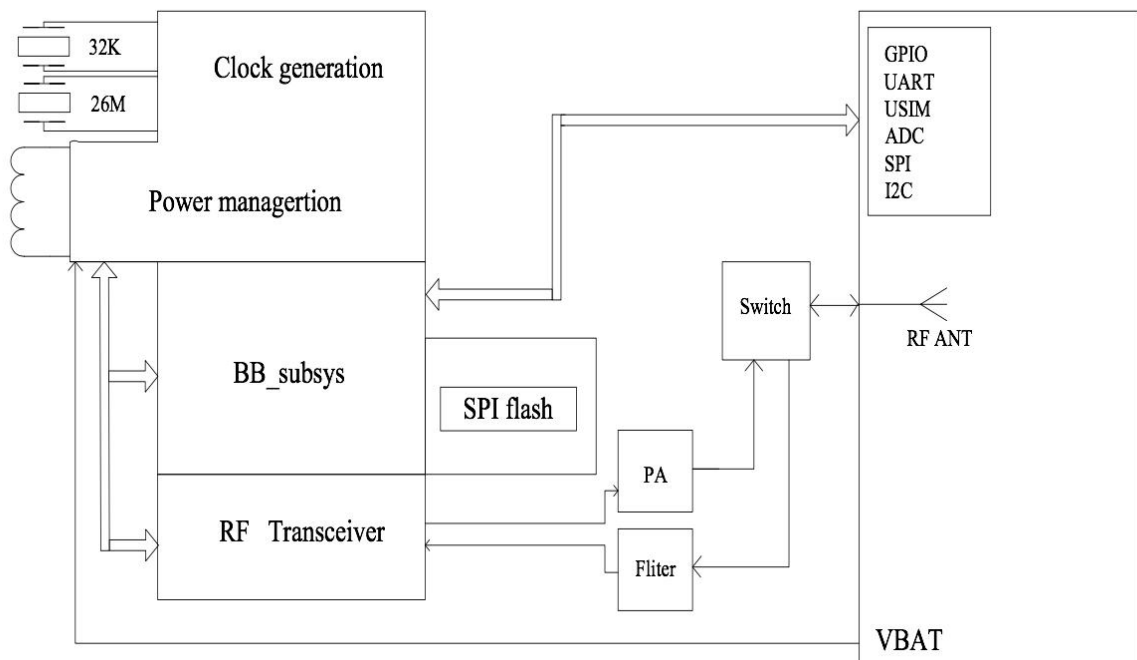 32K
26M
Clock generation
Power managertion
GPIO
UART
USIM
ADC
SPI
I2C
Switch
RF ANT
BB_subsys
SPI flash
PA
RF Transceiver
Fliter
VBAT